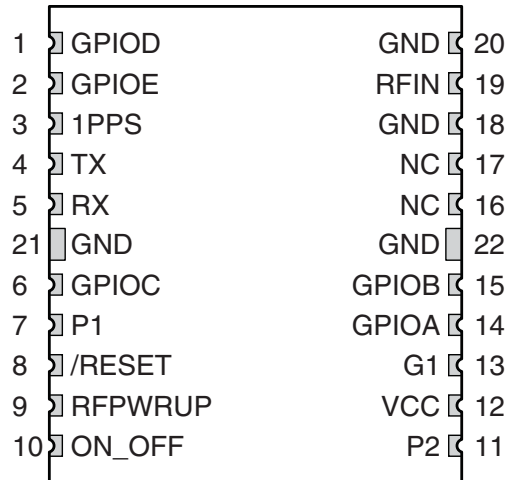 1 GPIOD GND 20
2 GPIOE RFIN 19
3 1PPS GND 18
4 TX NC 17
5 RX NC 16
21 GND GND 22
6 GPIOC GPIOB 15
7 P1 GPIOA 14
8 /RESET G1 13
9 RFPWRUP VCC 12
10 ON_OFF P2 11